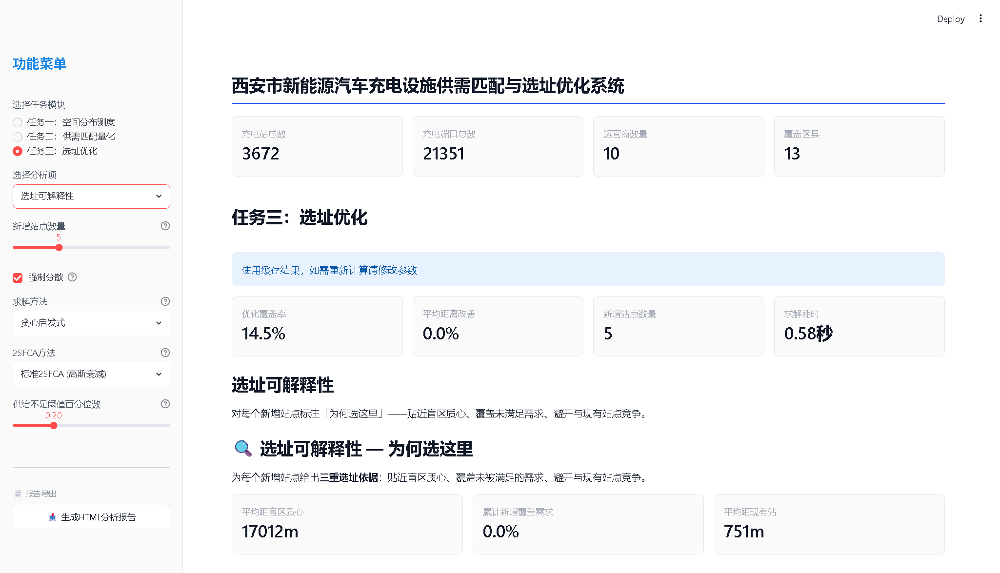 Deploy
功能菜单
选择任务模块
任务一：空间分布测度
任务二：供需匹配量化
任务三：选址优化
选择分析项
选址可解释性
新增站点数量
5
强制分散
求解方法
贪心启发式
2SFCA方法
标准2SFCA (高斯衰减)
供给不足阈值百分位数
0.20
报告导出
生成HTML分析报告
西安市新能源汽车充电设施供需匹配与选址优化系统
充电站总数
3672
充电端口总数
21351
运营商数量
10
覆盖区县
13
任务三：选址优化
使用缓存结果，如需重新计算请修改参数
优化覆盖率
14.5%
平均距离改善
0.0%
新增站点数量
5
求解耗时
0.58秒
选址可解释性
对每个新增站点标注「为何选这里」——贴近盲区质心、覆盖未满足需求、避开与现有站点竞争。
选址可解释性 — 为何选这里
为每个新增站点给出三重选址依据：贴近盲区质心、覆盖未被满足的需求、避开与现有站点竞争。
平均距盲区质心
17012m
累计新增覆盖需求
0.0%
平均距现有站
751m